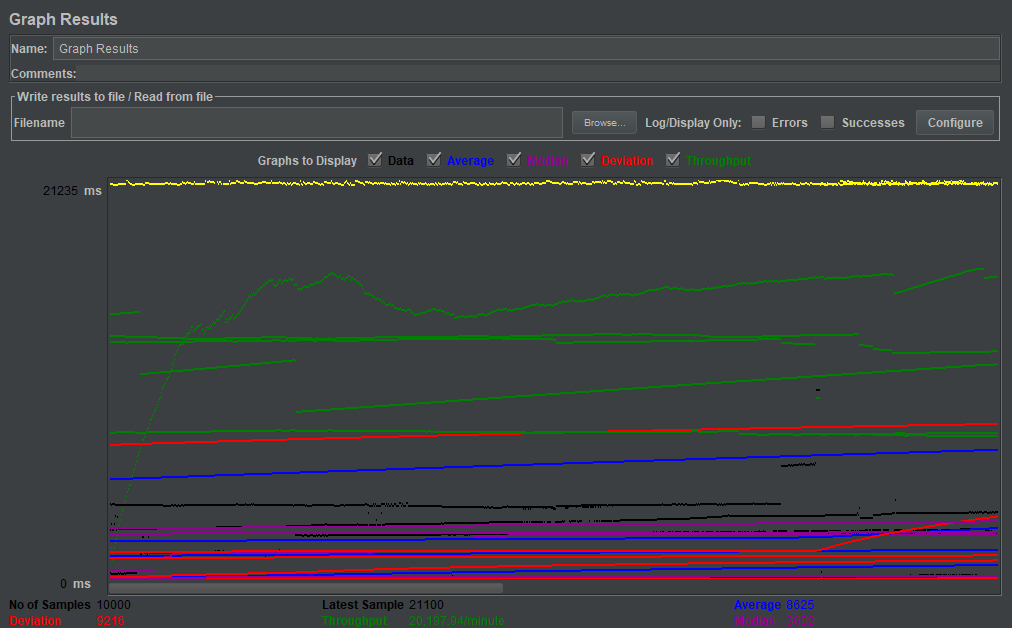 Graph Results
Name: Graph Results
Comments:
Write results to file / Read from file
Filename Browse... Log/Display Only: Errors Successes Configure
Graphs to Display Data Average Median Deviation Throughput
21235 ms
0 ms
No of Samples 10000 Latest Sample 21100 Average 8625
Deviation 9216 Throughput 20,197.94/minute Median